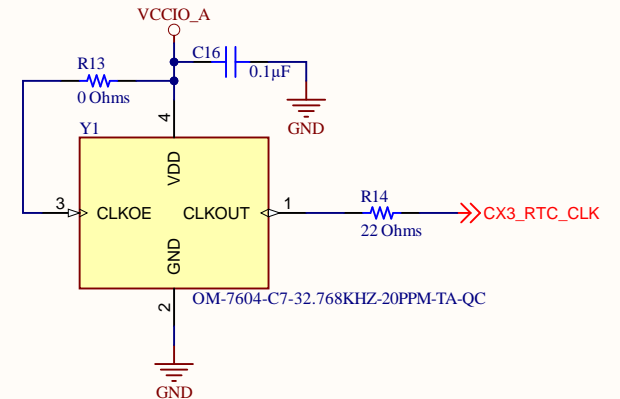 VCCIO_A
C16
0.1µF
R13
0 Ohms
GND
4
Y1
VDD
3
CLKOE
CLKOUT
1
R14
22 Ohms
CX3_RTC_CLK
GND
2
OM-7604-C7-32.768KHZ-20PPM-TA-QC
GND